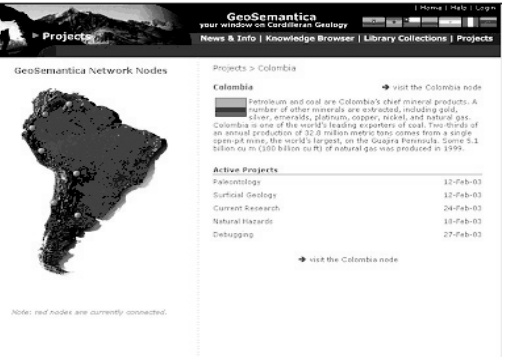 | Home | Help | Login
GeoSemantica
your window on Cordilleran Geology
Projects
News & Info | Knowledge Browser | Library Collections | Projects
GeoSemantica Network Nodes
Projects > Colombia
Colombia
visit the Colombia node
Petroleum and coal are Colombia's chief mineral products. A
number of other minerals are extracted, including gold,
silver, emeralds, platinum, copper, nickel, and natural gas.
Colombia is one of the world's leading exporters of coal. Two-thirds of
an annual production of 32.8 million metric tons comes from a single
open-pit mine, the world's largest, on the Guajira Peninsula. Some 5.1
billion cu m (180 billion cu ft) of natural gas was produced in 1999.
Active Projects
Paleontology 12-Feb-03
Surficial Geology 12-Feb-03
Current Research 24-Feb-03
Natural Hazards 18-Feb-03
Debugging 27-Feb-03
visit the Colombia node
Note: red nodes are currently connected.